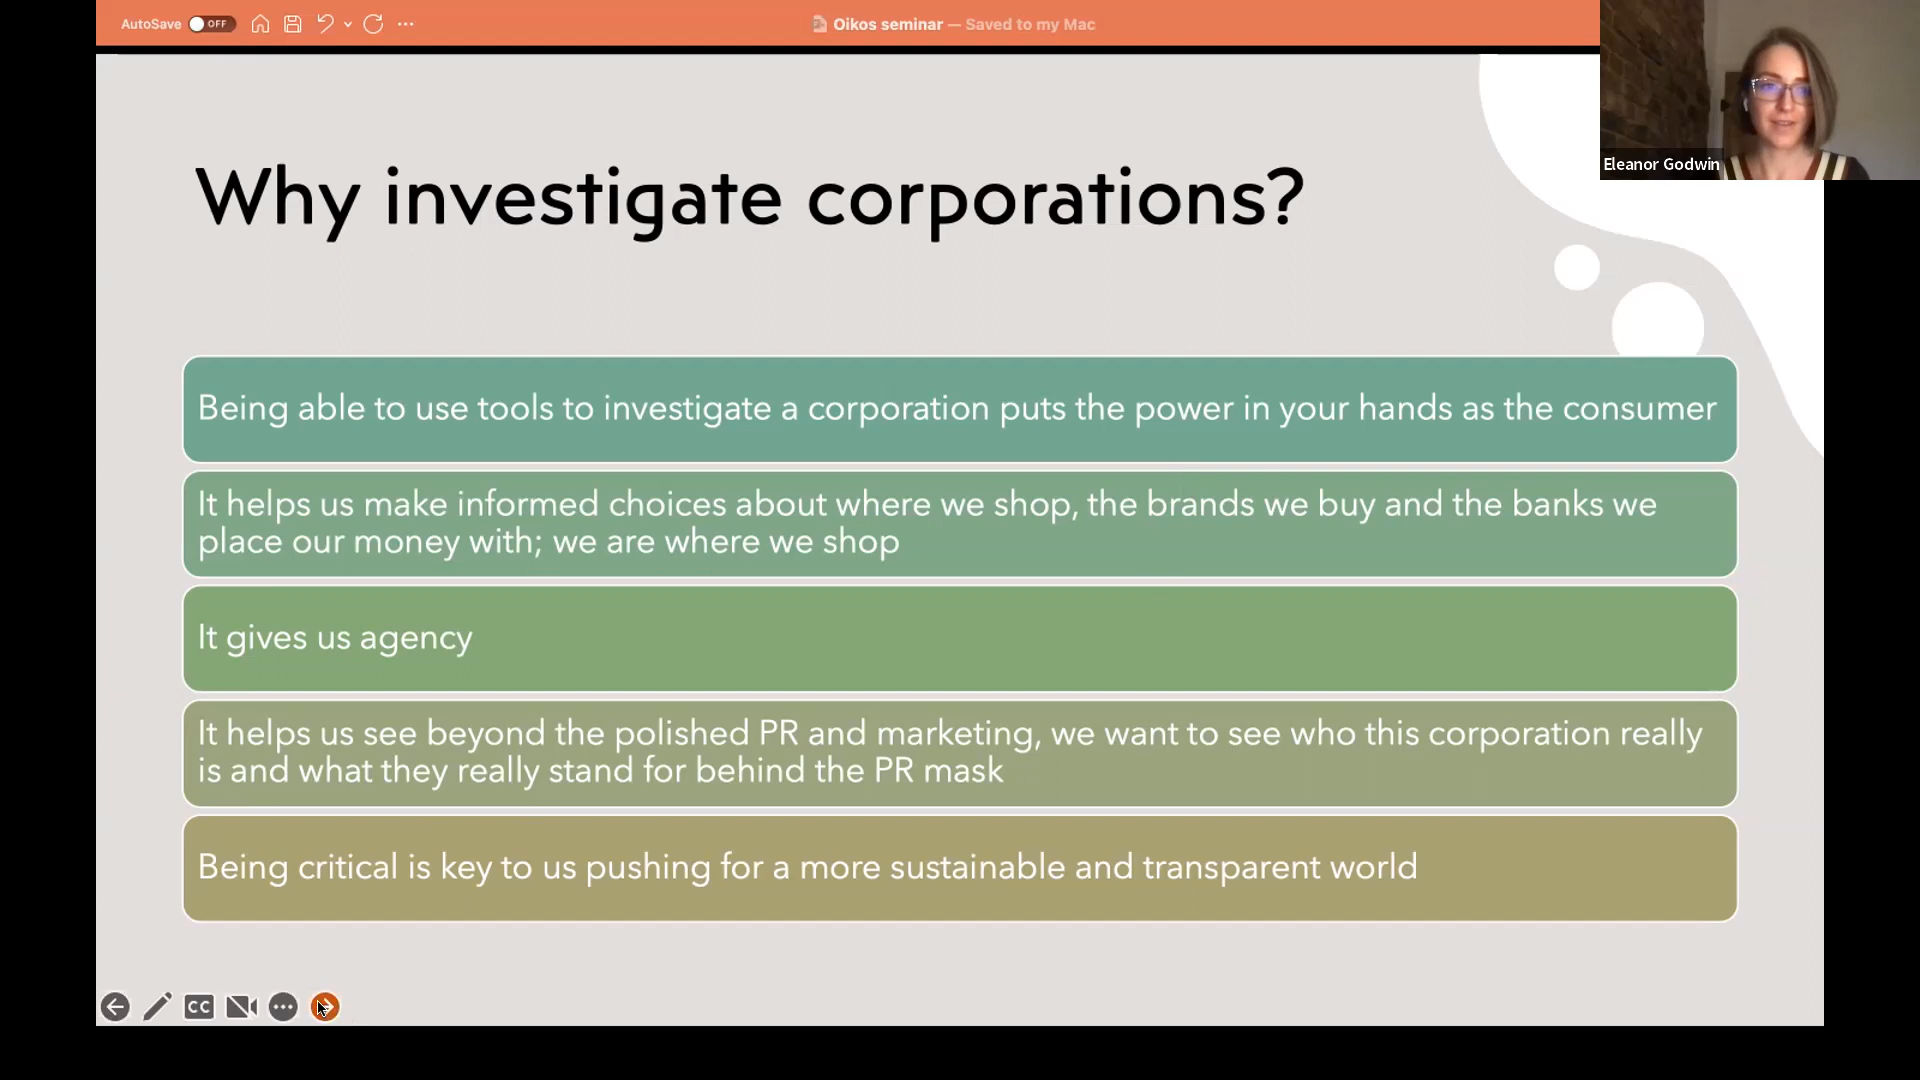 AutoSave OFF
Oikos seminar — Saved to my Mac
Eleanor Godwin
Why investigate corporations?
Being able to use tools to investigate a corporation puts the power in your hands as the consumer
It helps us make informed choices about where we shop, the brands we buy and the banks we
place our money with; we are where we shop
It gives us agency
It helps us see beyond the polished PR and marketing, we want to see who this corporation really
is and what they really stand for behind the PR mask
Being critical is key to us pushing for a more sustainable and transparent world
CC